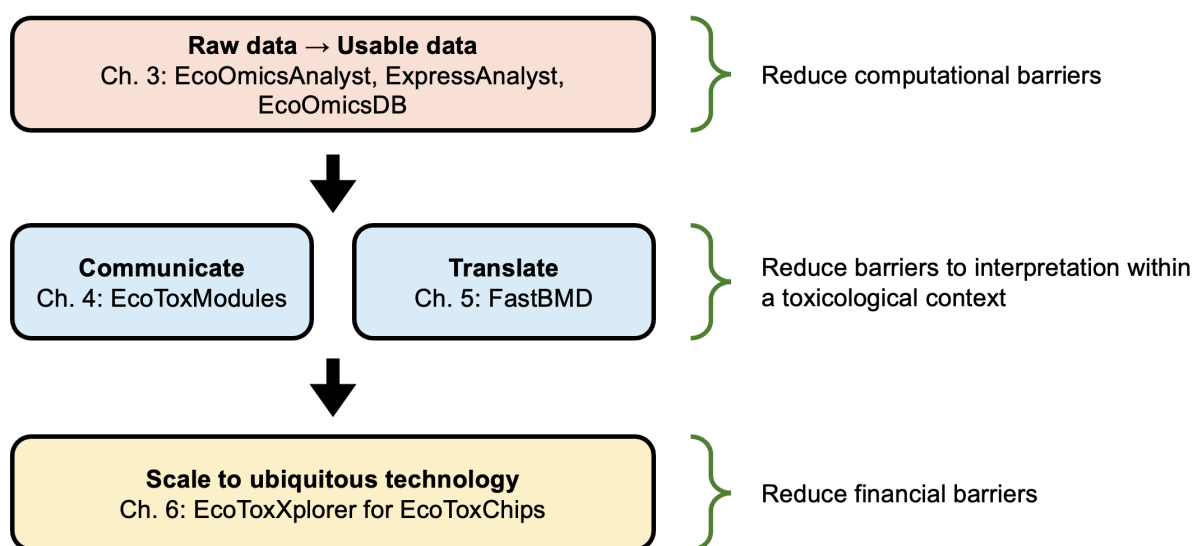 Raw data → Usable data
Ch. 3: EcoOmicsAnalyst, ExpressAnalyst,
EcoOmicsDB
Reduce computational barriers
Communicate
Ch. 4: EcoToxModules
Translate
Ch. 5: FastBMD
Reduce barriers to interpretation within
a toxicological context
Scale to ubiquitous technology
Ch. 6: EcoToxXplorer for EcoToxChips
Reduce financial barriers